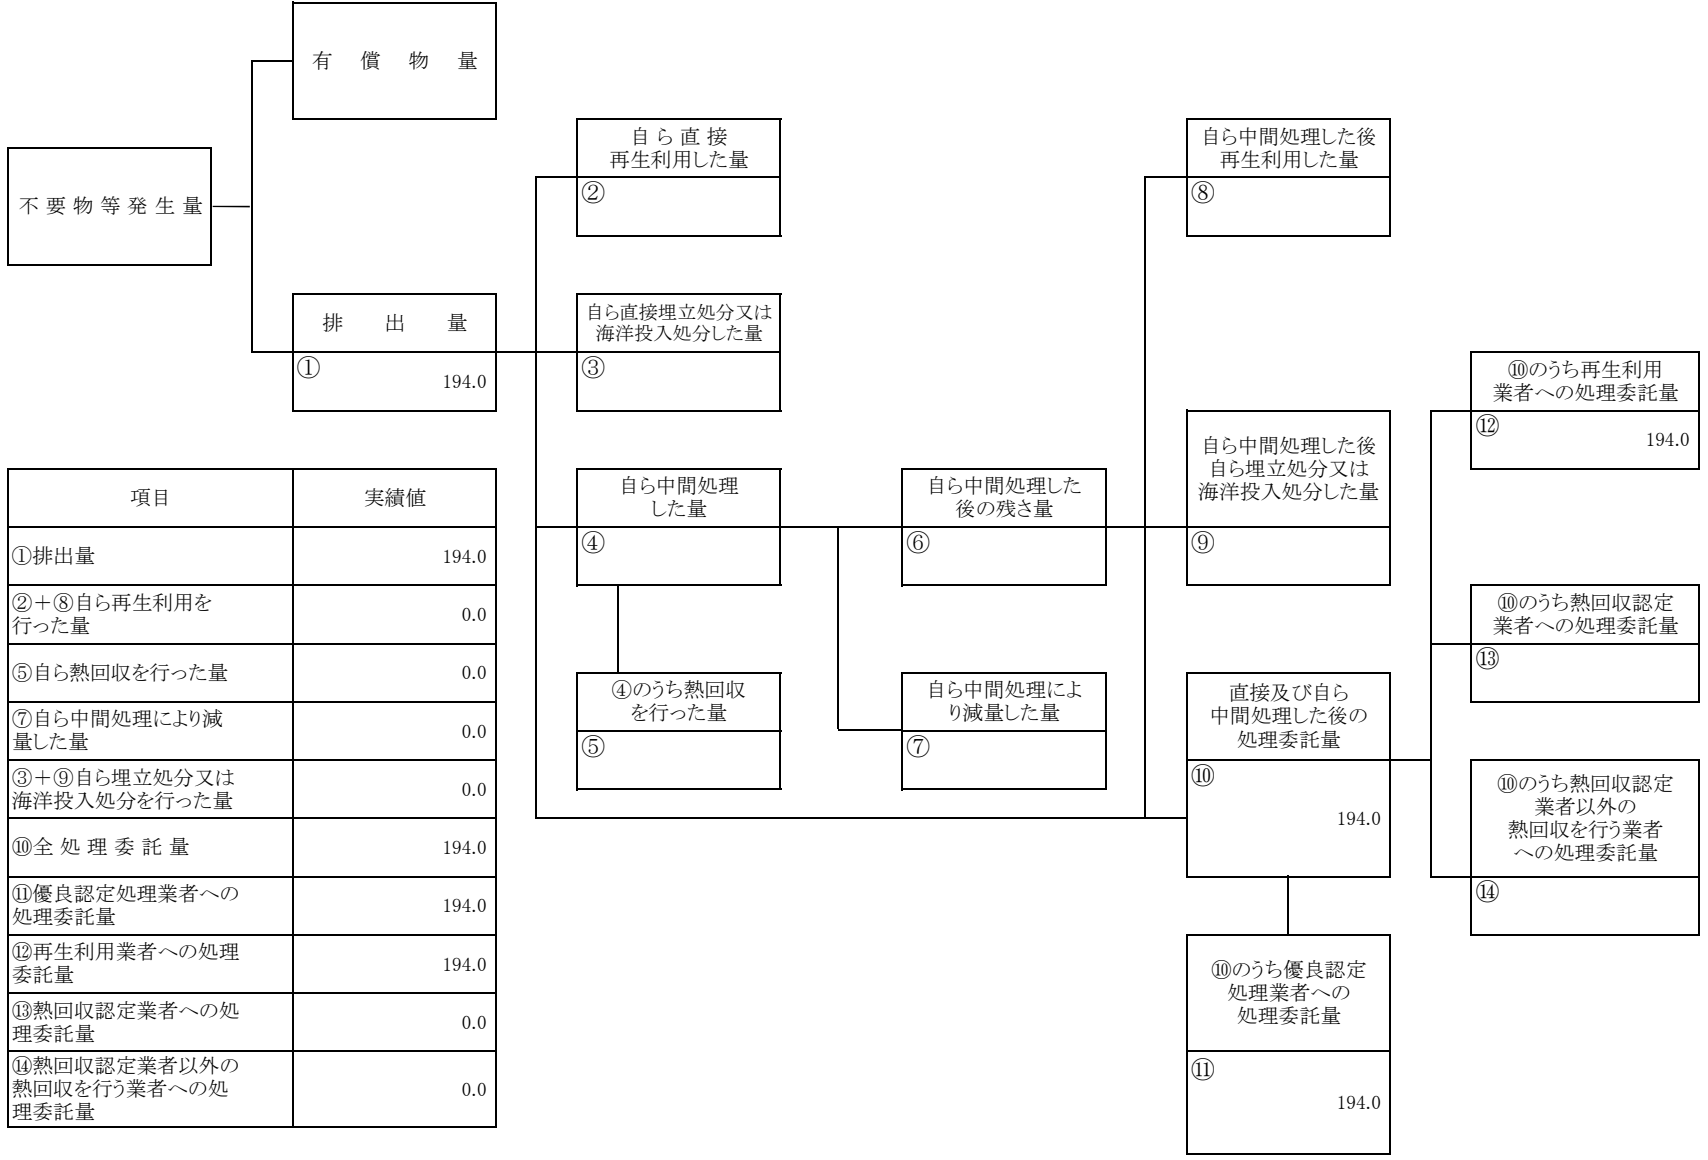 有償物量
不要物等発生量
排出量
①
194.0
自ら直接
再生利用した量
②
自ら直接埋立処分又は
海洋投入処分した量
③
自ら中間処理
した量
④
④のうち熱回収
を行った量
⑤
自ら中間処理した
後の残さ量
⑥
自ら中間処理によ
り減量した量
⑦
自ら中間処理した後
再生利用した量
⑧
自ら中間処理した後
自ら埋立処分又は
海洋投入処分した量
⑨
直接及び自ら
中間処理した後の
処理委託量
⑩
194.0
⑩のうち優良認定
処理業者への
処理委託量
⑪
194.0
⑩のうち再生利用
業者への処理委託量
⑫
194.0
⑩のうち熱回収認定
業者への処理委託量
⑬
⑩のうち熱回収認定
業者以外の
熱回収を行う業者
への処理委託量
⑭
項目 実績値
①排出量 194.0
②＋⑧自ら再生利用を
行った量 0.0
⑤自ら熱回収を行った量 0.0
⑦自ら中間処理により減
量した量 0.0
③＋⑨自ら埋立処分又は
海洋投入処分を行った量 0.0
⑩全処理委託量 194.0
⑪優良認定処理業者への
処理委託量 194.0
⑫再生利用業者への処理
委託量 194.0
⑬熱回収認定業者への処
理委託量 0.0
⑭熱回収認定業者以外の
熱回収を行う業者への処
理委託量 0.0